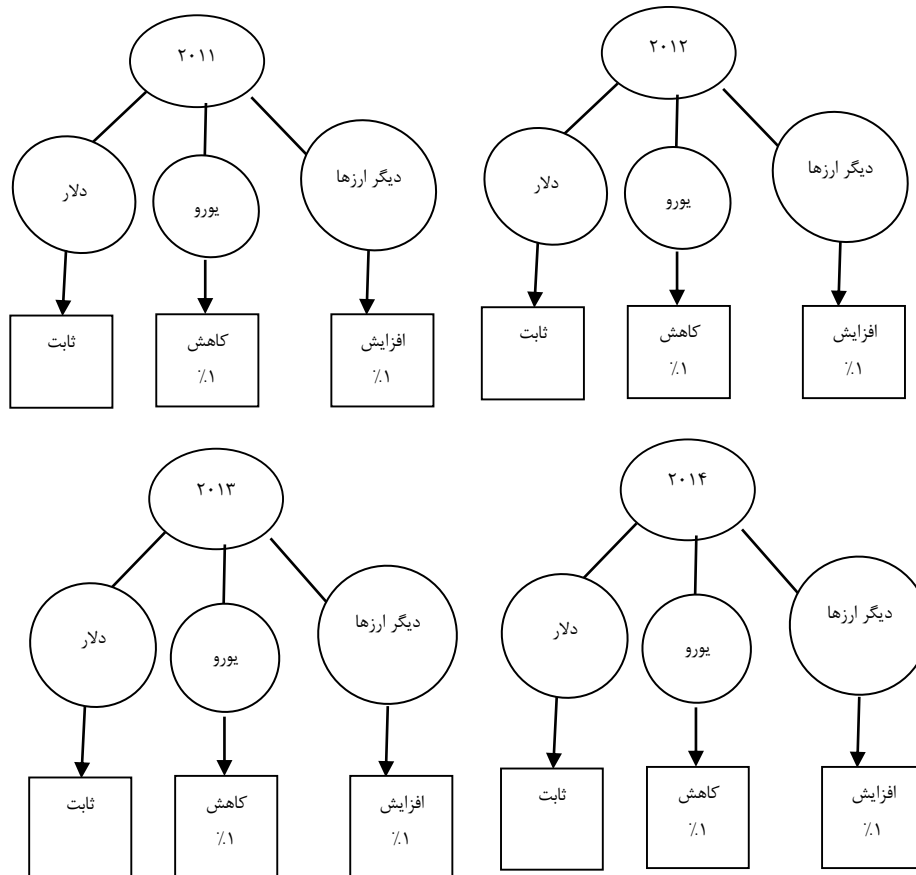 ۲۰۱۱
دلار
یورو
دیگر ارزها
ثابت
کاهش
٪۱
افزایش
٪۱
۲۰۱۲
دلار
یورو
دیگر ارزها
ثابت
کاهش
٪۱
افزایش
٪۱
۲۰۱۳
دلار
یورو
دیگر ارزها
ثابت
کاهش
٪۱
افزایش
٪۱
۲۰۱۴
دلار
یورو
دیگر ارزها
ثابت
کاهش
٪۱
افزایش
٪۱